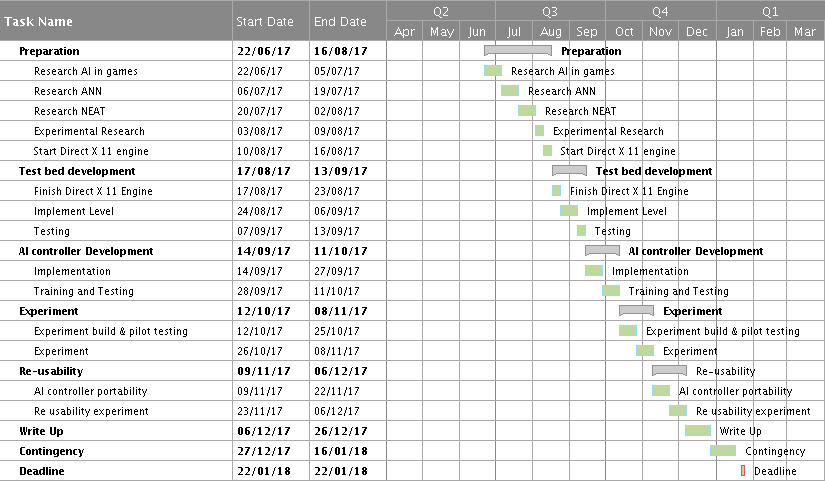 Task Name Start Date End Date Q2 Q3 Q4 Q1
Apr May Jun Jul Aug Sep Oct Nov Dec Jan Feb Mar
Preparation 22/06/17 16/08/17 Preparation
Research AI in games 22/06/17 05/07/17 Research AI in games
Research ANN 06/07/17 19/07/17 Research ANN
Research NEAT 20/07/17 02/08/17 Research NEAT
Experimental Research 03/08/17 09/08/17 Experimental Research
Start Direct X 11 engine 10/08/17 16/08/17 Start Direct X 11 engine
Test bed development 17/08/17 13/09/17 Test bed development
Finish Direct X 11 Engine 17/08/17 23/08/17 Finish Direct X 11 Engine
Implement Level 24/08/17 06/09/17 Implement Level
Testing 07/09/17 13/09/17 Testing
AI controller Development 14/09/17 11/10/17 AI controller Development
Implementation 14/09/17 27/09/17 Implementation
Training and Testing 28/09/17 11/10/17 Training and Testing
Experiment 12/10/17 08/11/17 Experiment
Experiment build & pilot testing 12/10/17 25/10/17 Experiment build & pilot testing
Experiment 26/10/17 08/11/17 Experiment
Re-usability 09/11/17 06/12/17 Re-usability
AI controller portability 09/11/17 22/11/17 AI controller portability
Re usability experiment 23/11/17 06/12/17 Re usability experiment
Write Up 06/12/17 26/12/17 Write Up
Contingency 27/12/17 16/01/18 Contingency
Deadline 22/01/18 22/01/18 Deadline